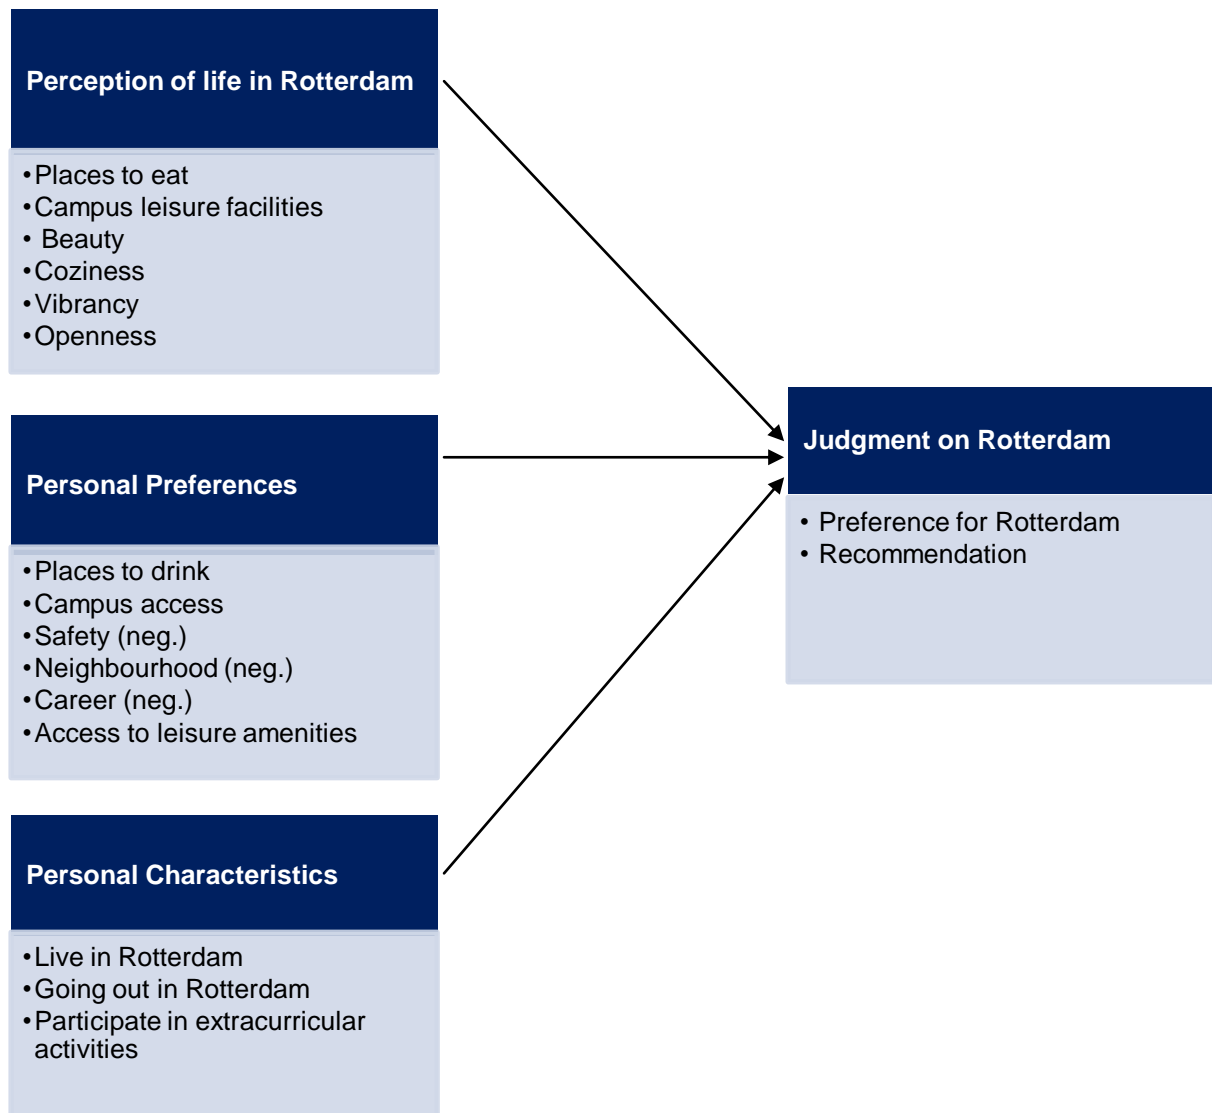 Perception of life in Rotterdam
•Places to eat
•Campus leisure facilities
• Beauty
•Coziness
•Vibrancy
•Openness
Personal Preferences
•Places to drink
•Campus access
•Safety (neg.)
•Neighbourhood (neg.)
•Career (neg.)
•Access to leisure amenities
Personal Characteristics
•Live in Rotterdam
•Going out in Rotterdam
•Participate in extracurricular
activities
Judgment on Rotterdam
• Preference for Rotterdam
• Recommendation